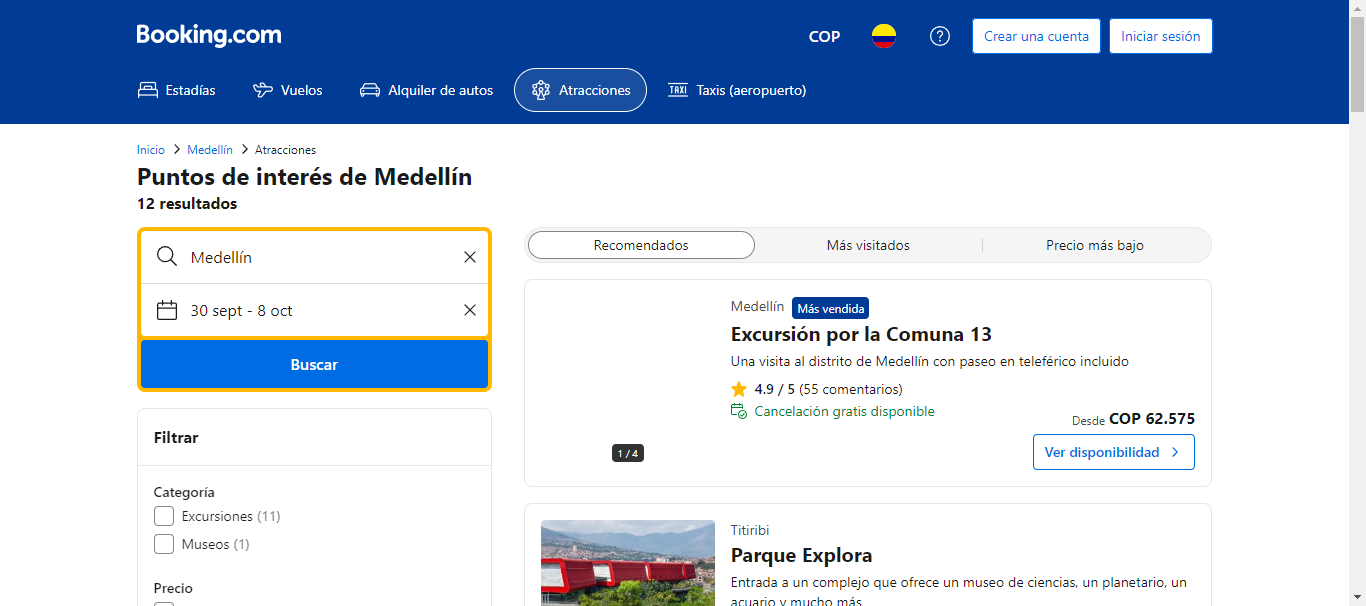 Booking.com
COP
Crear una cuenta
Iniciar sesión
Estadías
Vuelos
Alquiler de autos
Atracciones
TAXI
Taxis (aeropuerto)
Inicio
Medellín
Atracciones
Puntos de interés de Medellín
12 resultados
Medellín
30 sept - 8 oct
Buscar
Filtrar
Categoría
Excursiones (11)
Museos (1)
Precio
Recomendados
Más visitados
Precio más bajo
1 / 4
Medellín
Más vendida
Excursión por la Comuna 13
Una visita al distrito de Medellín con paseo en teleférico incluido
4.9 / 5 (55 comentarios)
Cancelación gratis disponible
Desde COP 62.575
Ver disponibilidad
Titiribi
Parque Explora
Entrada a un complejo que ofrece un museo de ciencias, un planetario, un
acuario y mucho más